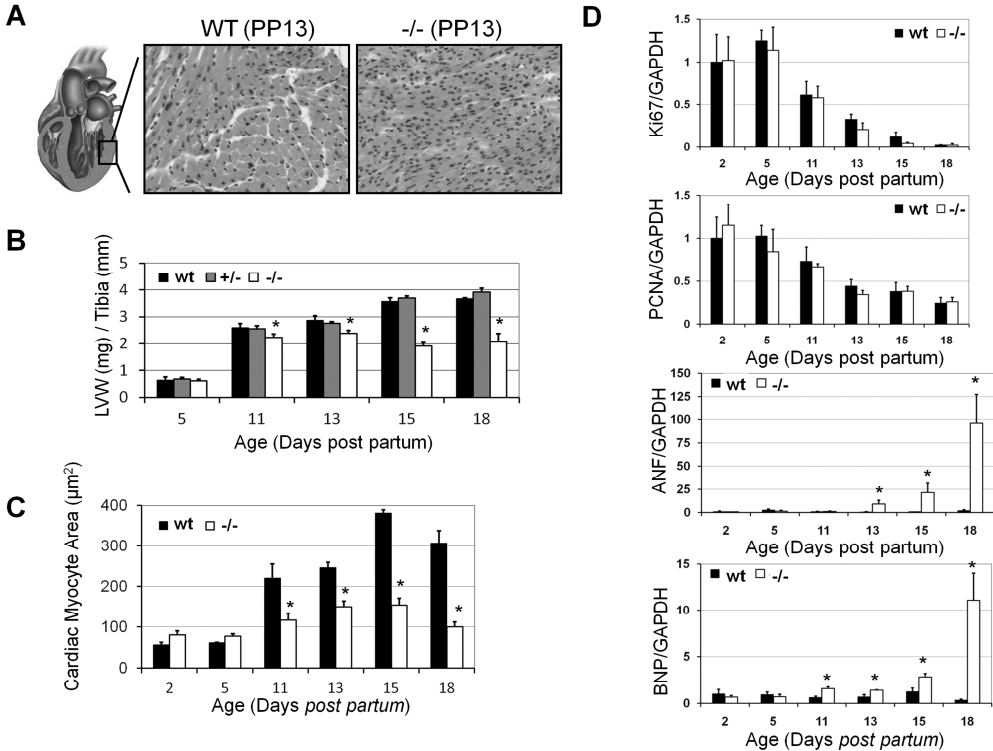 A
WT (PP13)
-/- (PP13)
B
LVW (mg) / Tibia (mm)
wt +/- -/-
5
4
3
2
1
0
* * * *
5 11 13 15 18
Age (Days post partum)
C
Cardiac Myocyte Area (µm²)
wt -/-
400
300
200
100
0
* * * *
2 5 11 13 15 18
Age (Days post partum)
D
Ki67/GAPDH
wt -/-
1.5
1
0.5
0
2 5 11 13 15 18
Age (Days post partum)
PCNA/GAPDH
wt -/-
1.5
1
0.5
0
2 5 11 13 15 18
Age (Days post partum)
ANF/GAPDH
wt -/-
150
125
100
75
50
25
0
* * *
2 5 11 13 15 18
Age (Days post partum)
BNP/GAPDH
wt -/-
15
10
5
0
* * * *
2 5 11 13 15 18
Age (Days post partum)